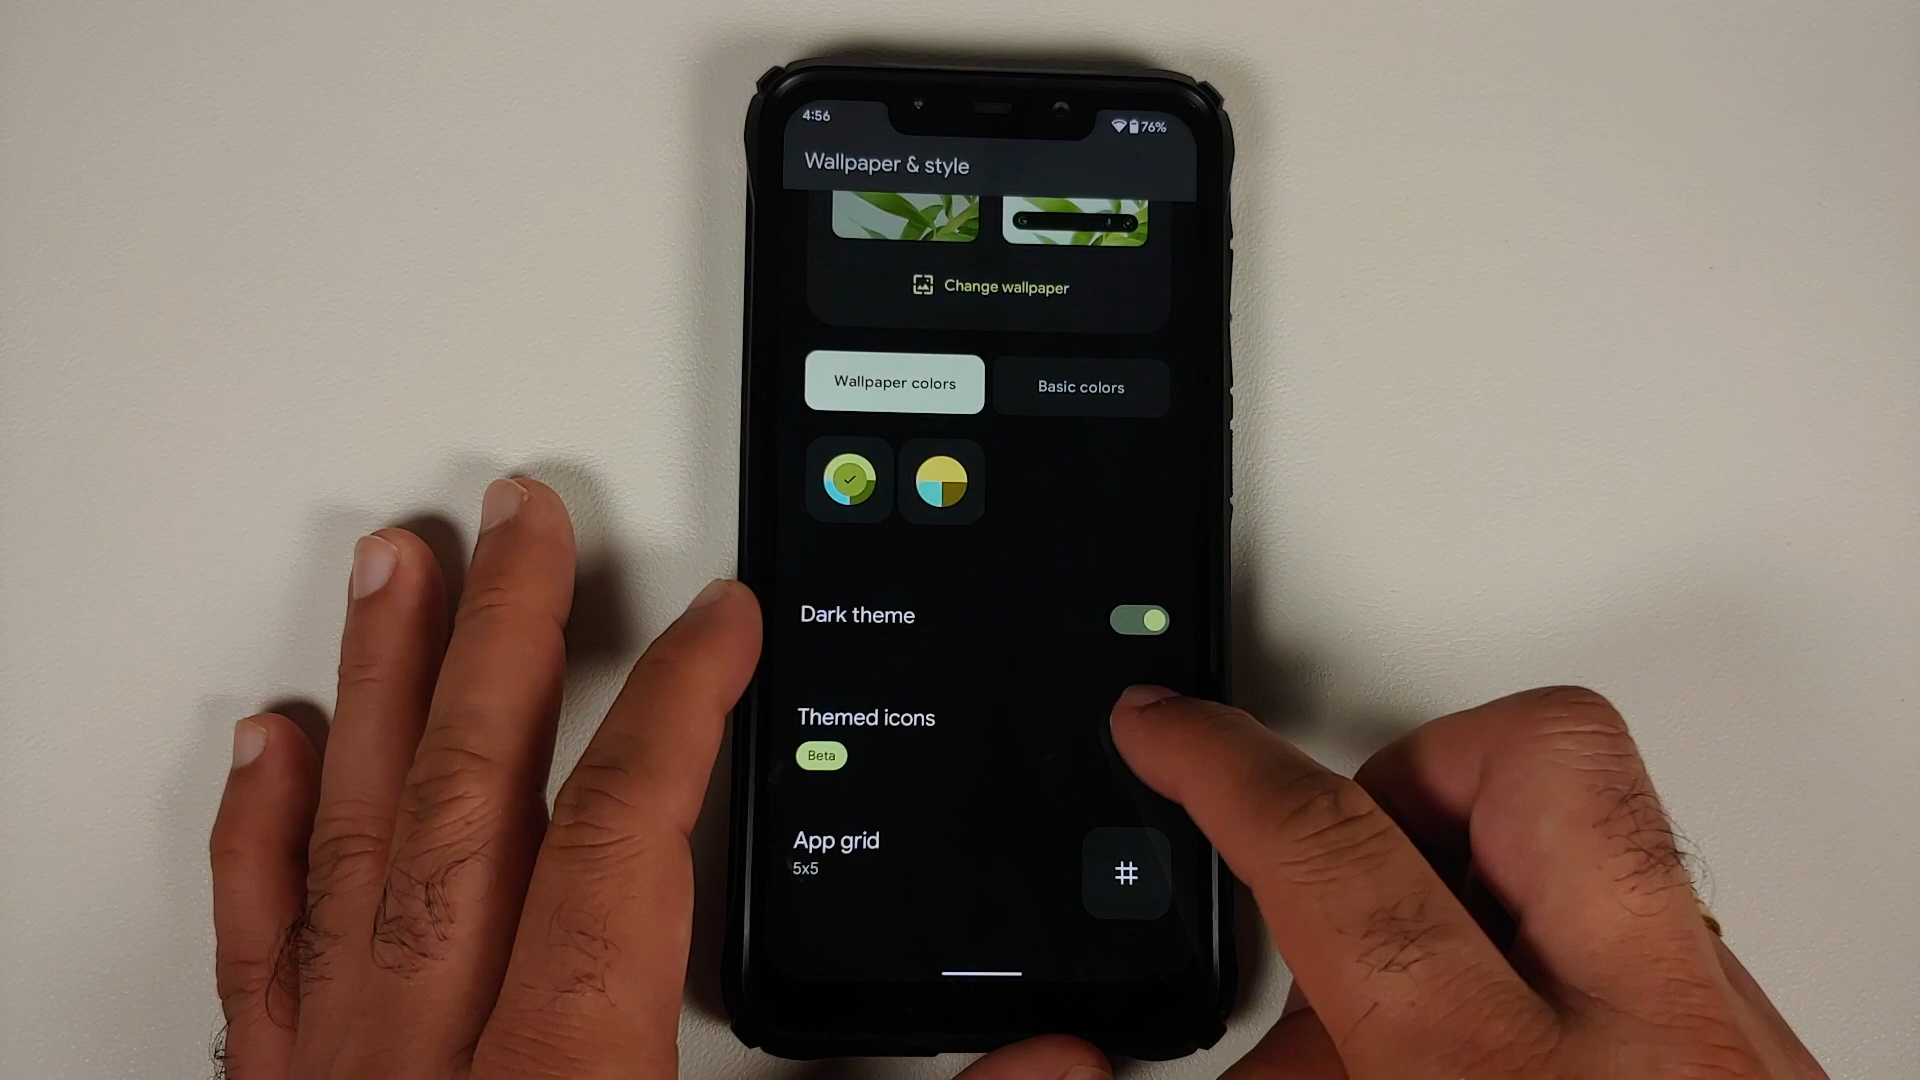 4:56
76%
Wallpaper & style
G
Change wallpaper
Wallpaper colors
Basic colors
Dark theme
Themed icons
Beta
App grid
5x5